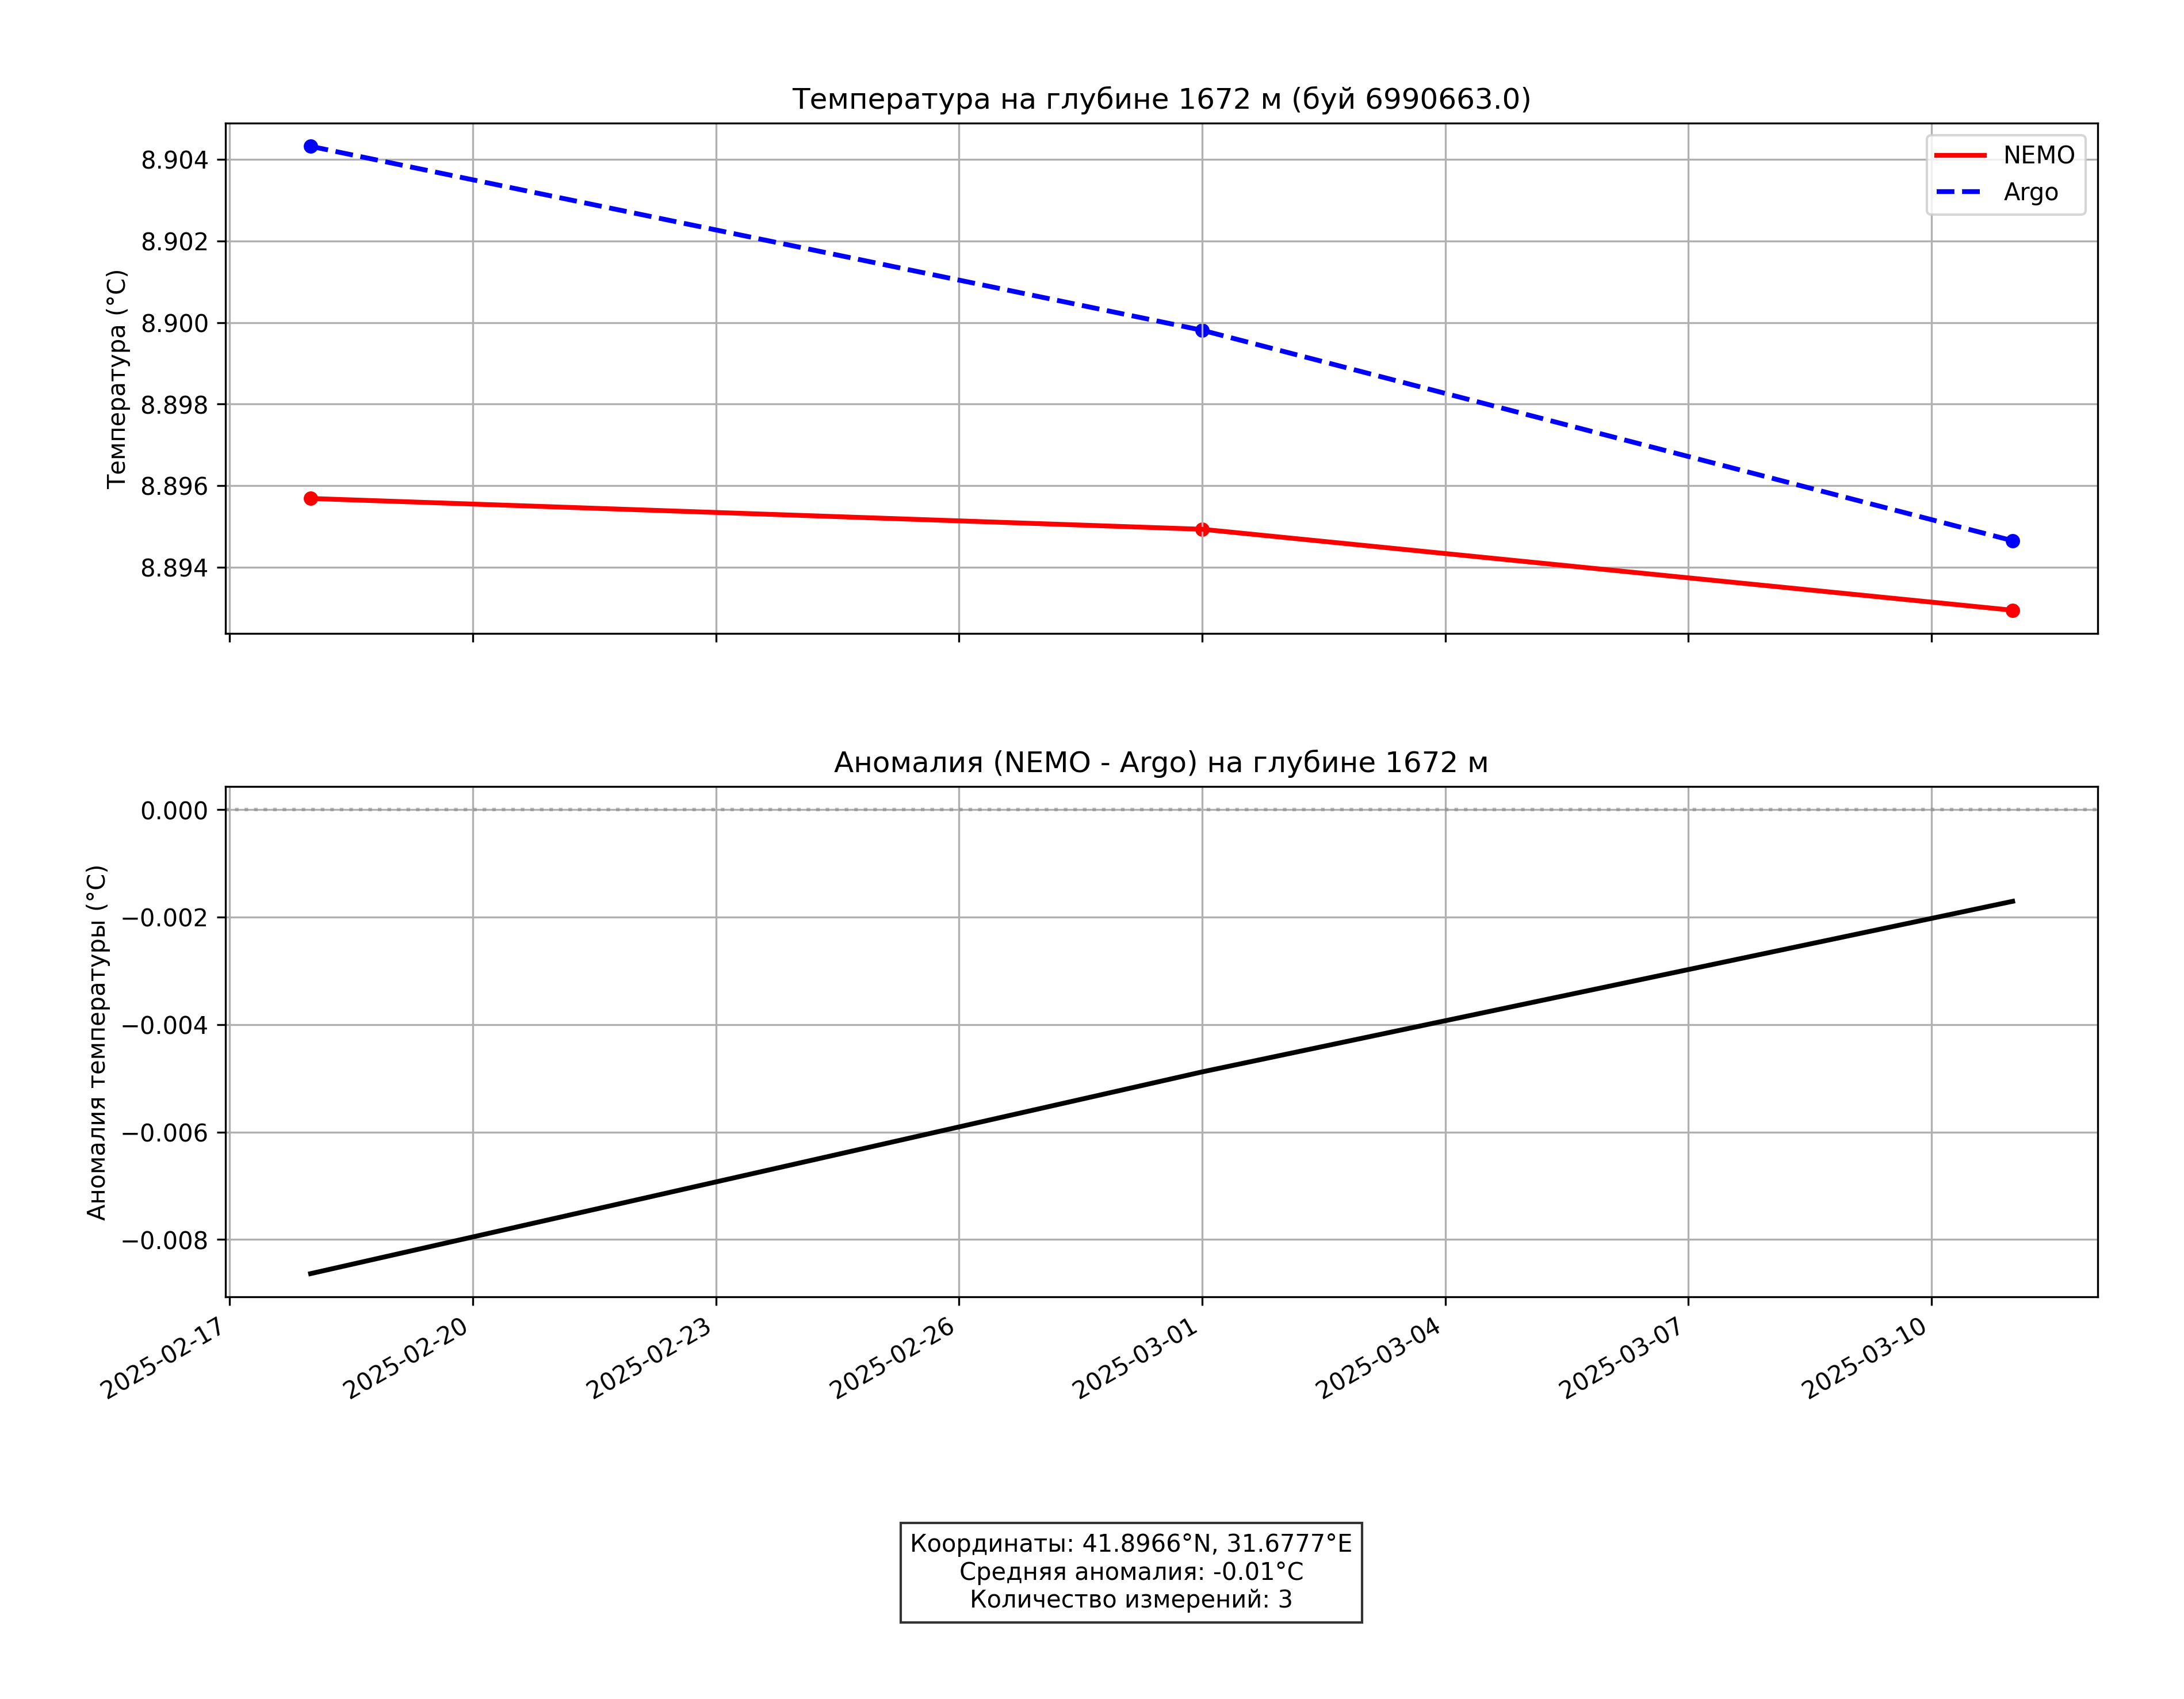 Температура на глубине 1672 м (буй 6990663.0)
Температура (°C)
8.904
8.902
8.900
8.898
8.896
8.894
NEMO
Argo
Аномалия (NEMO - Argo) на глубине 1672 м
Аномалия температуры (°C)
0.000
−0.002
−0.004
−0.006
−0.008
2025-02-17
2025-02-20
2025-02-23
2025-02-26
2025-03-01
2025-03-04
2025-03-07
2025-03-10
Координаты: 41.8966°N, 31.6777°E
Средняя аномалия: -0.01°C
Количество измерений: 3